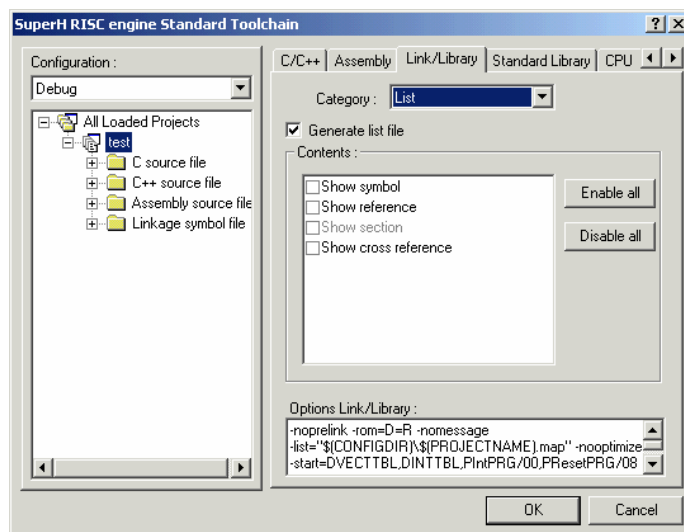 SuperH RISC engine Standard Toolchain
Configuration :
Debug
All Loaded Projects
test
C source file
C++ source file
Assembly source file
Linkage symbol file
C/C++ Assembly Link/Library Standard Library CPU
Category : List
Generate list file
Contents :
Show symbol
Show reference
Show section
Show cross reference
Enable all
Disable all
Options Link/Library :
-noprelink -rom=D=R -nomessage
-list="$(CONFIGDIR)\$(PROJECTNAME).map" -nooptimize
-start=DVECTTBL,DINTTBL,PIntPRG/00,PResetPRG/08
OK Cancel